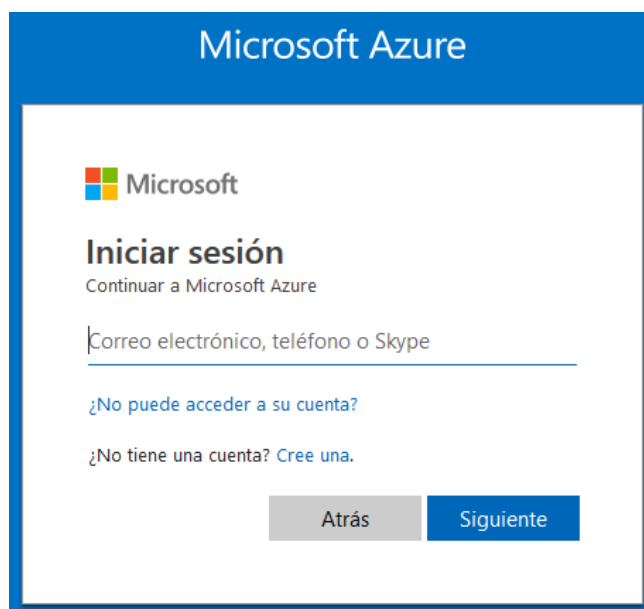 Microsoft Azure
Microsoft
Iniciar sesión
Continuar a Microsoft Azure
Correo electrónico, teléfono o Skype
¿No puede acceder a su cuenta?
¿No tiene una cuenta? Cree una.
Atrás Siguiente